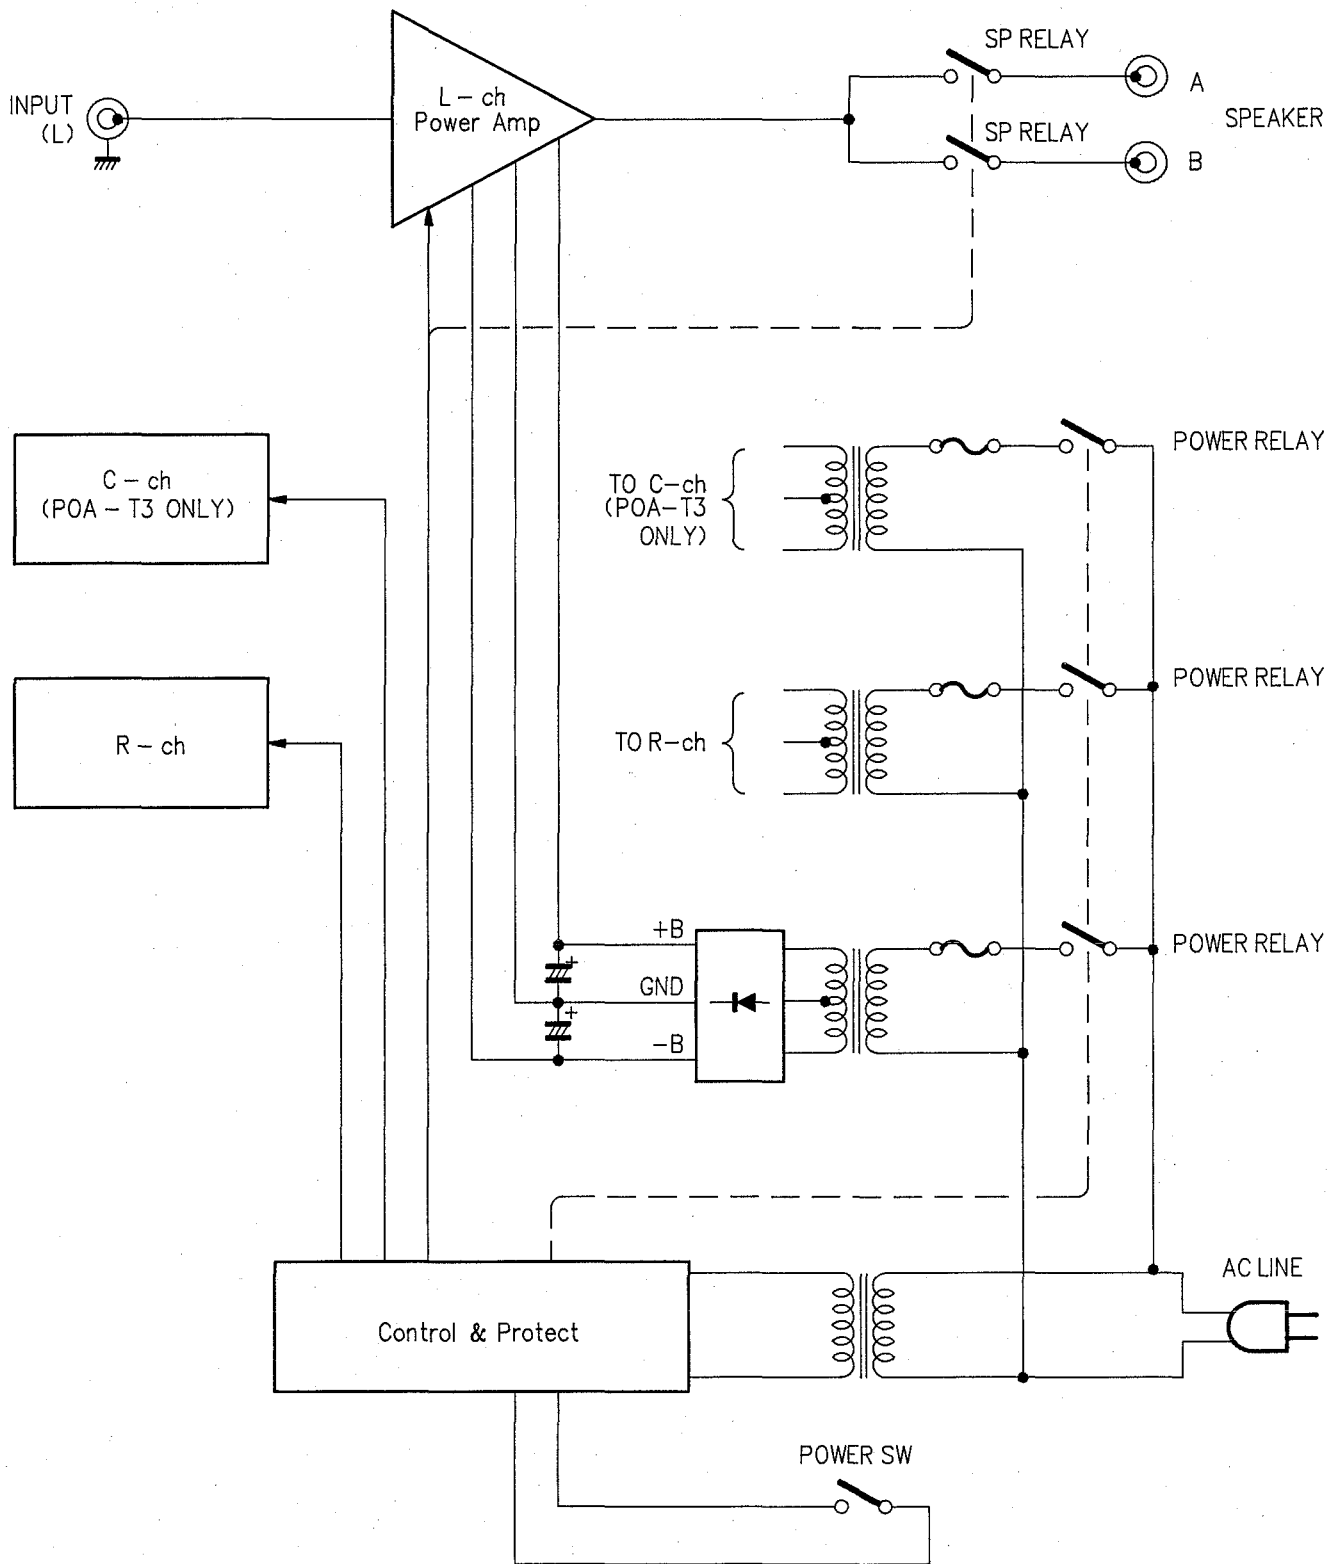 SP RELAY
A
INPUT
(L)
L-ch
Power Amp
SPEAKER
SP RELAY
B
POWER RELAY
C-ch
(POA-T3 ONLY)
TO C-ch
(POA-T3
ONLY)
POWER RELAY
R-ch
TO R-ch
+B
POWER RELAY
+
GND
+
-B
AC LINE
Control & Protect
POWER SW